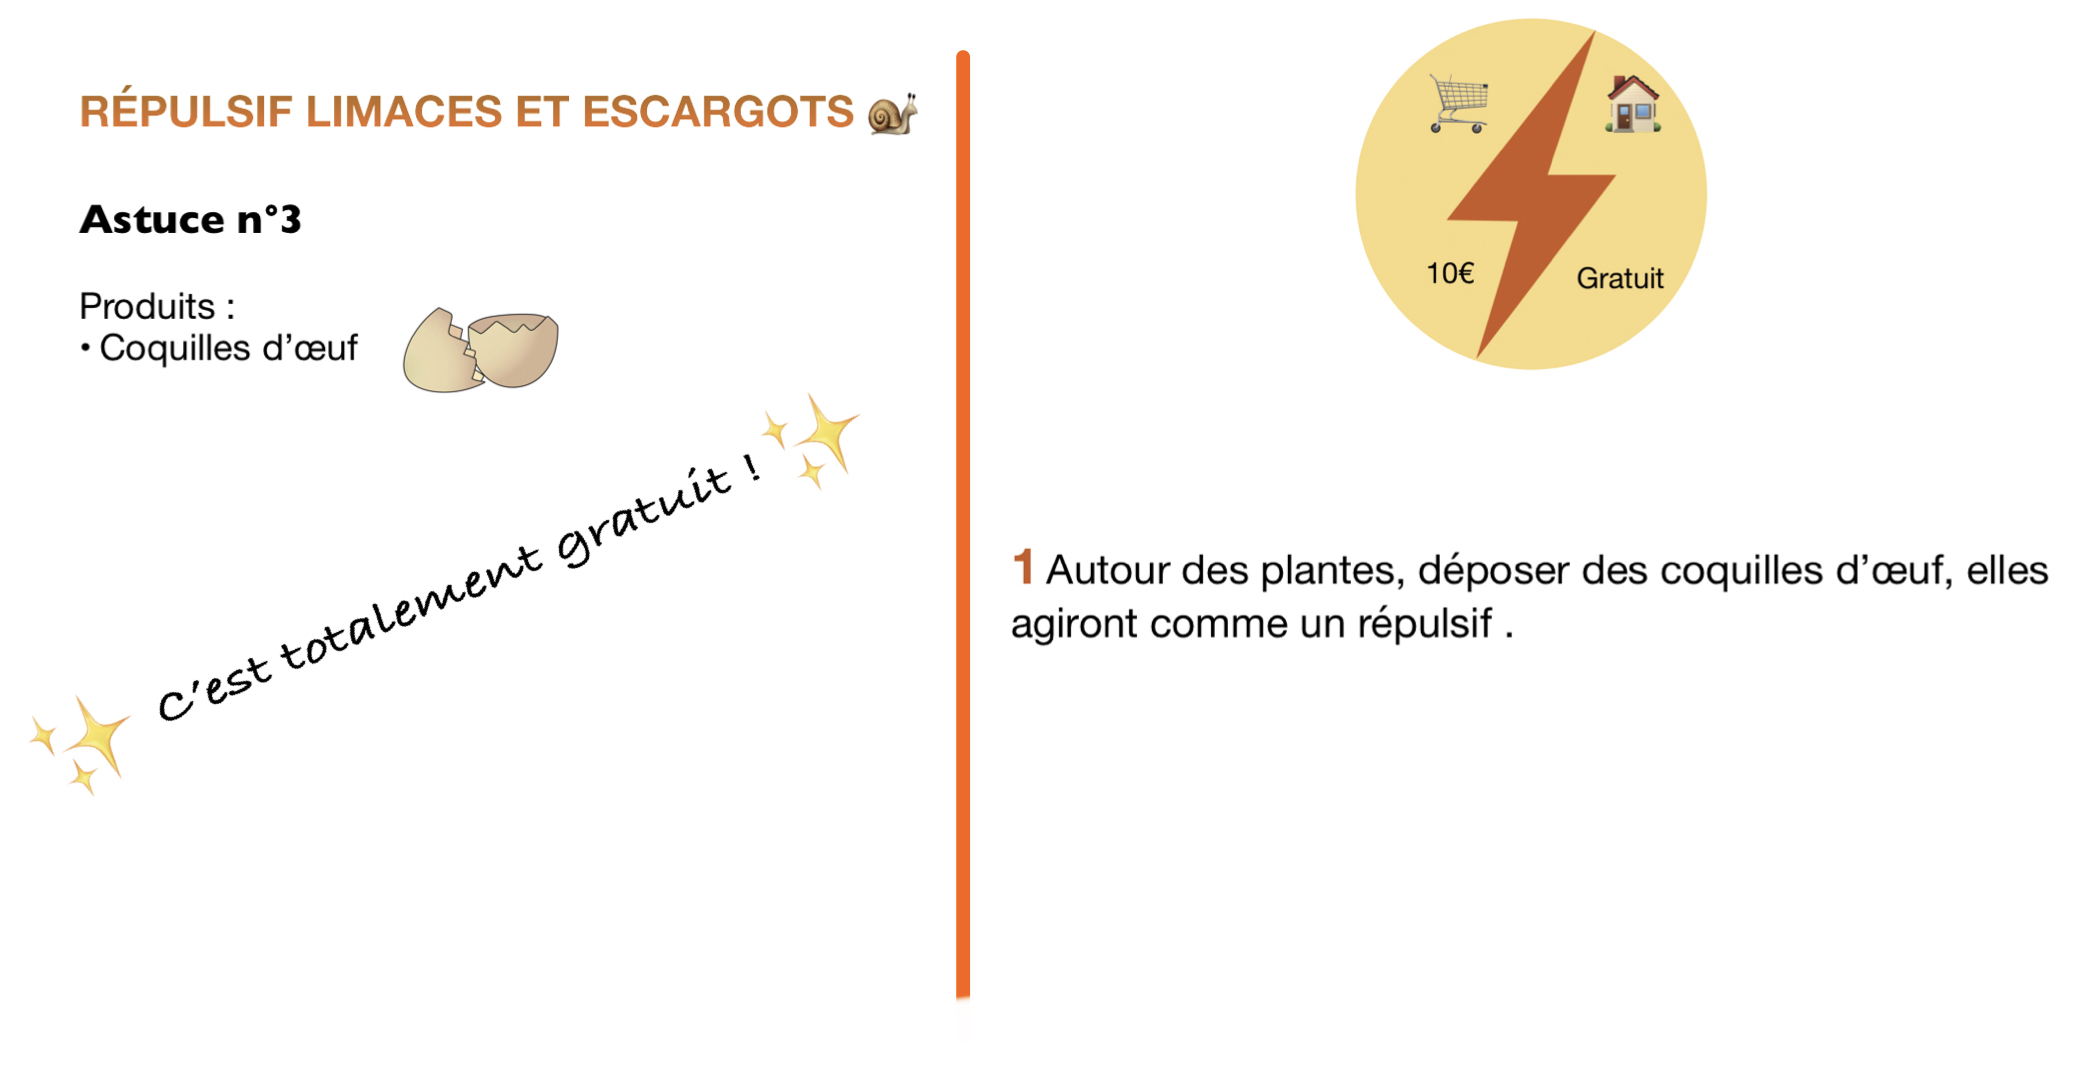 RÉPULSIF LIMACES ET ESCARGOTS
Astuce n°3
Produits :
• Coquilles d’œuf
C’est totalement gratuit !
10€
Gratuit
1 Autour des plantes, déposer des coquilles d’œuf, elles
agiront comme un répulsif .